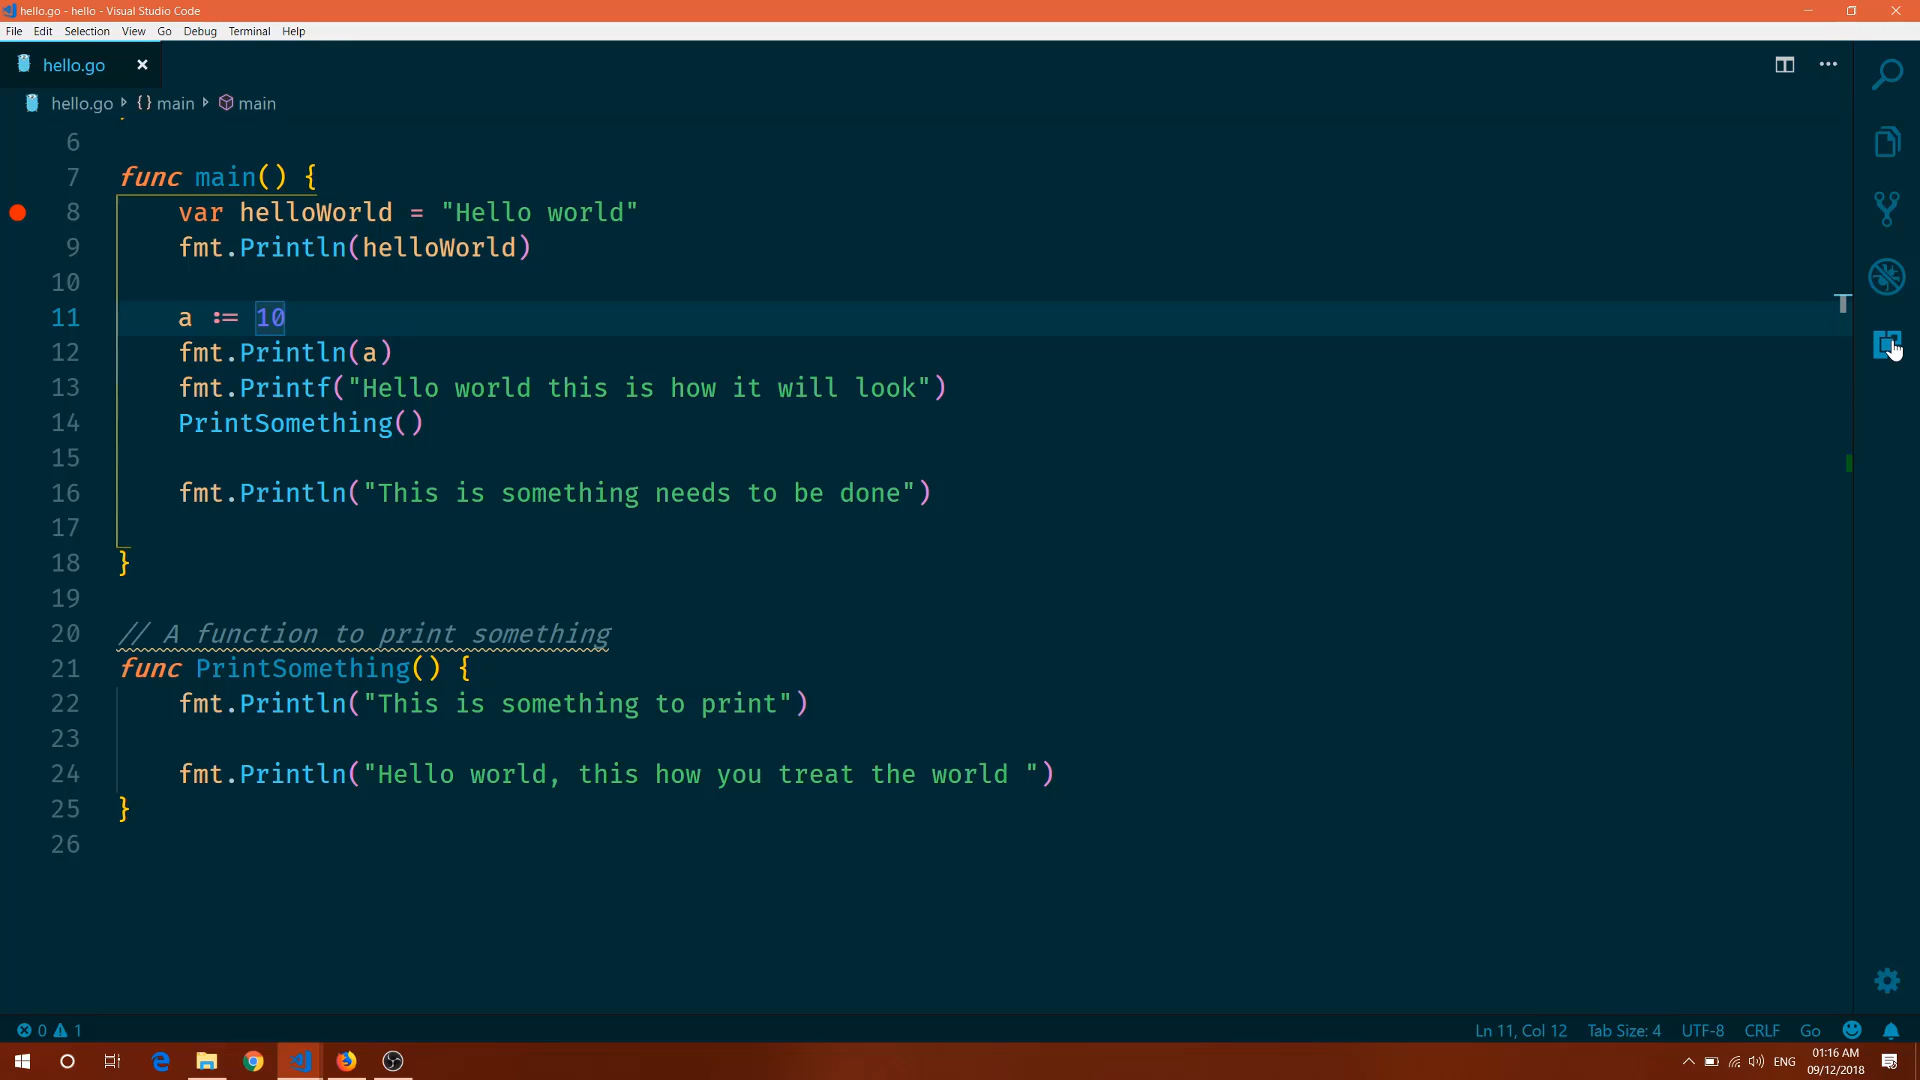 hello.go - hello - Visual Studio Code
File Edit Selection View Go Debug Terminal Help
hello.go
hello.go {} main main
6
7 func main() {
8 var helloWorld = "Hello world"
9 fmt.Println(helloWorld)
10
11 a := 10
12 fmt.Println(a)
13 fmt.Printf("Hello world this is how it will look")
14 PrintSomething()
15
16 fmt.Println("This is something needs to be done")
17
18 }
19
20 // A function to print something
21 func PrintSomething() {
22 fmt.Println("This is something to print")
23
24 fmt.Println("Hello world, this how you treat the world ")
25 }
26
0 1 Ln 11, Col 12 Tab Size: 4 UTF-8 CRLF Go
ENG 01:16 AM
09/12/2018